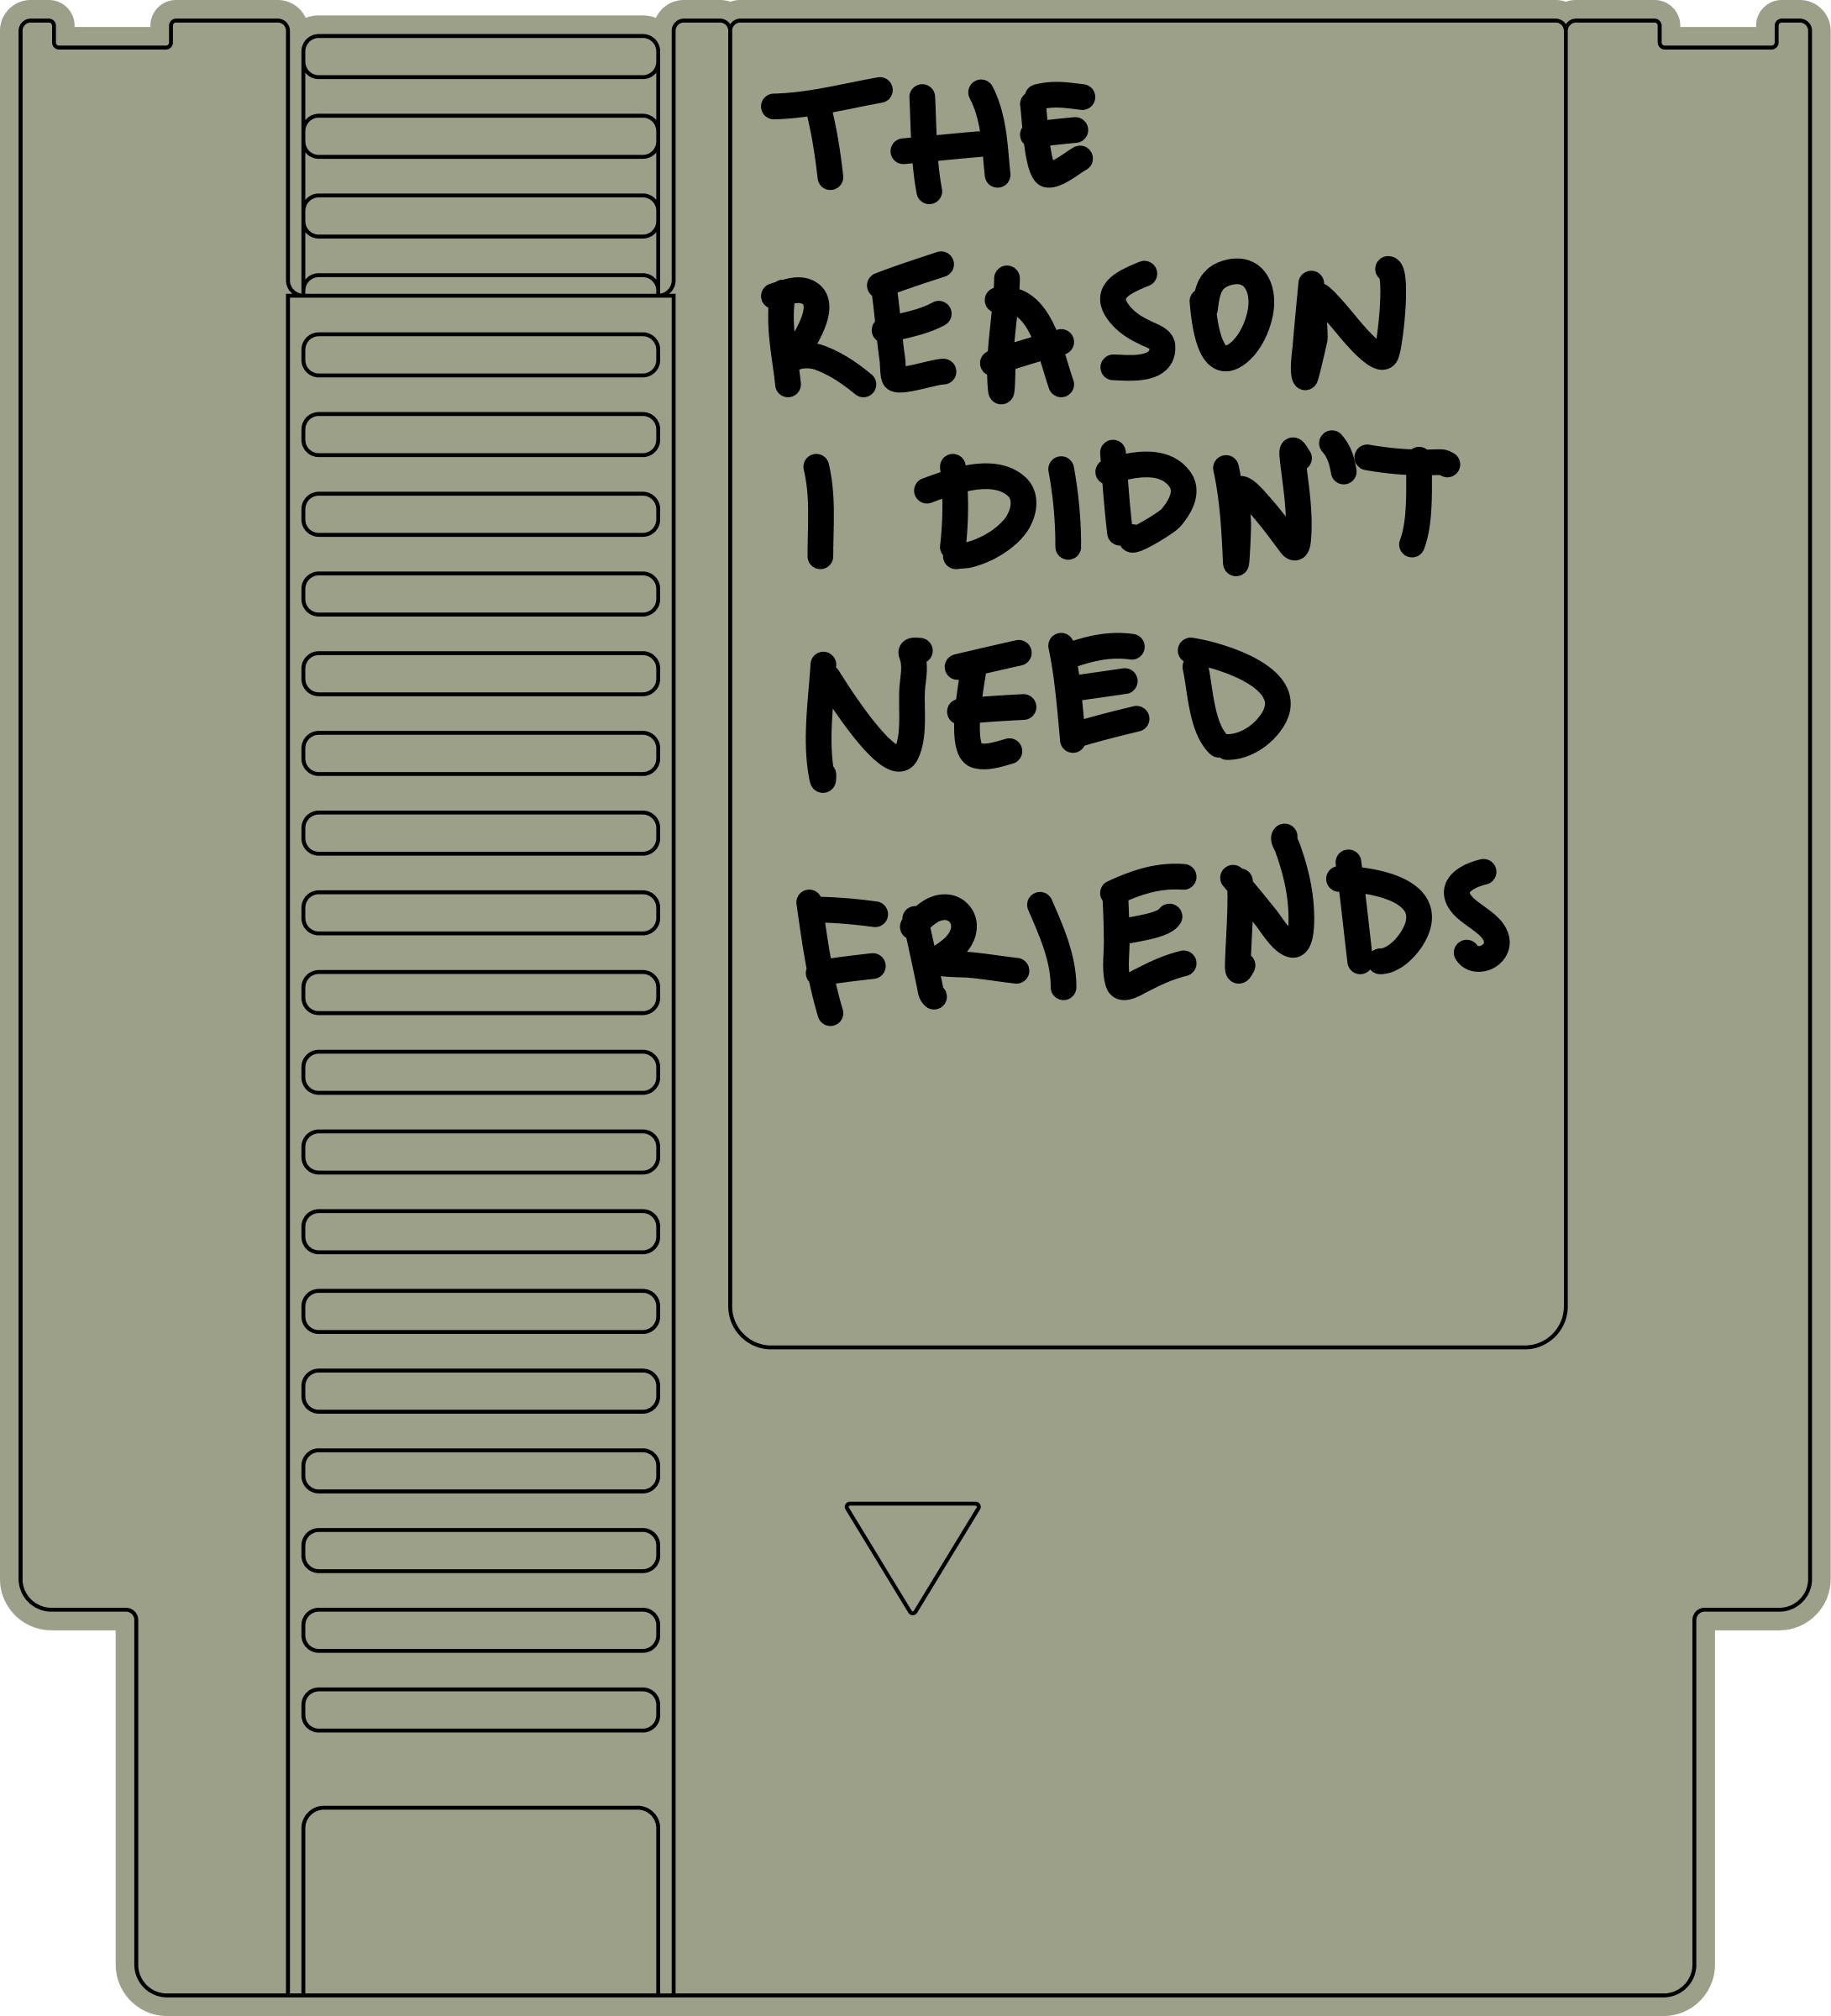 THE
REASON
I DIDN'T
NEED
FRIENDS